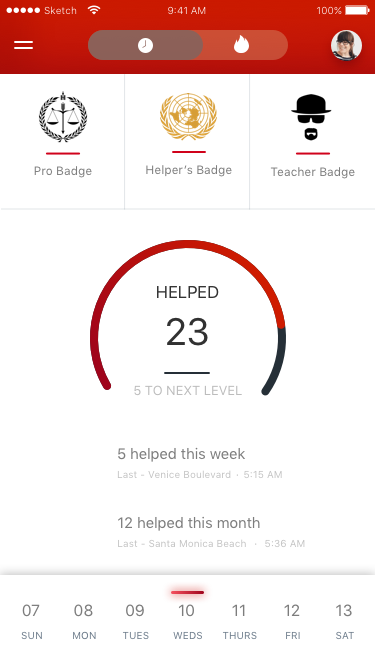 Sketch 9:41 AM 100%
Pro Badge
Helper's Badge
Teacher Badge
HELPED
23
5 TO NEXT LEVEL
5 helped this week
Last - Venice Boulevard · 5:15 AM
12 helped this month
Last - Santa Monica Beach · 5:36 AM
07 08 09 10 11 12 13
SUN MON TUES WEDS THURS FRI SAT